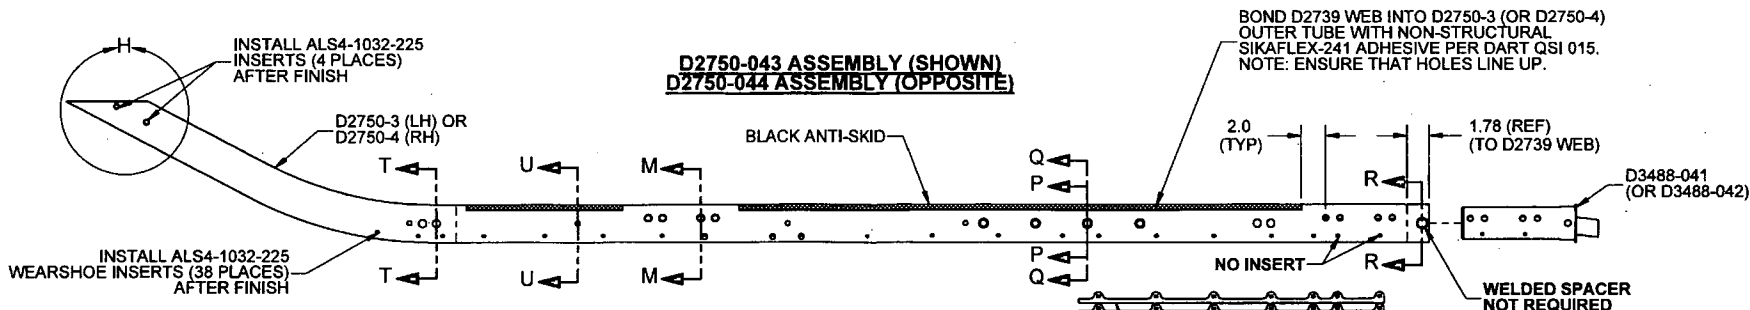 H
INSTALL ALS4-1032-225
INSERTS (4 PLACES)
AFTER FINISH
D2750-043 ASSEMBLY (SHOWN)
D2750-044 ASSEMBLY (OPPOSITE)
BOND D2739 WEB INTO D2750-3 (OR D2750-4)
OUTER TUBE WITH NON-STRUCTURAL
SIKAFLEX-241 ADHESIVE PER DART QSI 015.
NOTE: ENSURE THAT HOLES LINE UP.
D2750-3 (LH) OR
D2750-4 (RH)
BLACK ANTI-SKID
2.0
(TYP)
1.78 (REF)
(TO D2739 WEB)
D3488-041
(OR D3488-042)
T
U
M
Q
P
R
INSTALL ALS4-1032-225
WEARSHOE INSERTS (38 PLACES)
AFTER FINISH
T
U
M
P
Q
NO INSERT
R
WELDED SPACER
NOT REQUIRED